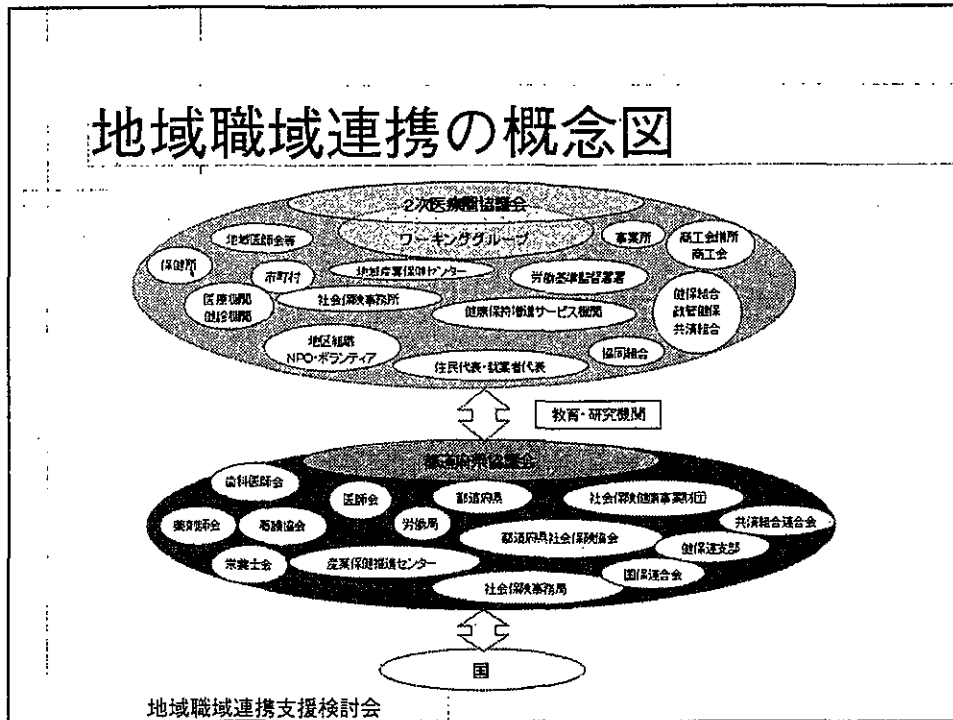 地域職域連携の概念図
2次医療圏協議会
ワーキンググループ
地域医師会等
事業所
商工会議所
商工会
保健所
市町村
地域産業保健センター
労働基準監督署署
医療機関
健診機関
社会保険事務所
健康保持増進サービス機関
健保組合
政管健保
共済組合
地区組織
NPO・ボランティア
住民代表・就業者代表
協同組合
教育・研究機関
都道府県協議会
歯科医師会
医師会
都道府県
社会保険健康事業財団
薬剤師会
看護協会
労働局
都道府県社会保険協会
共済組合連合会
健保連支部
栄養士会
産業保健推進センター
国保連合会
社会保険事務局
国
地域職域連携支援検討会